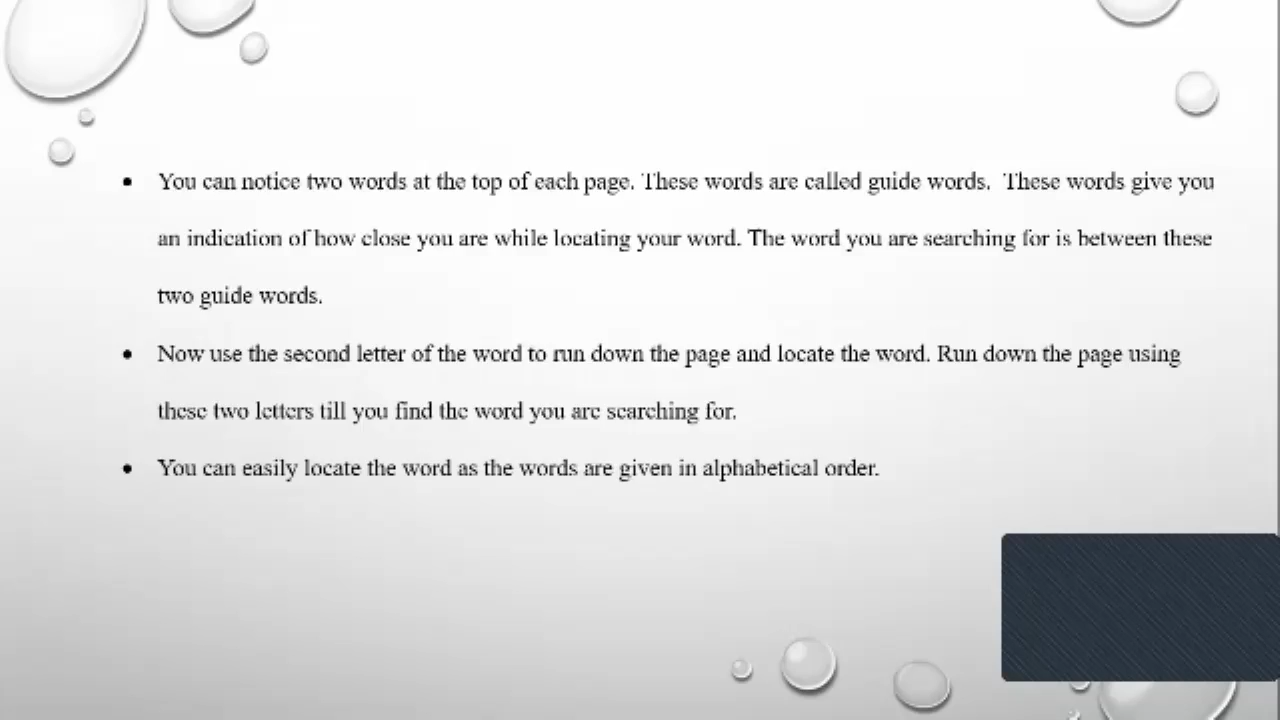 • You can notice two words at the top of each page. These words are called guide words.  These words give you
an indication of how close you are while locating your word. The word you are searching for is between these
two guide words.
• Now use the second letter of the word to run down the page and locate the word. Run down the page using
these two letters till you find the word you are searching for.
• You can easily locate the word as the words are given in alphabetical order.